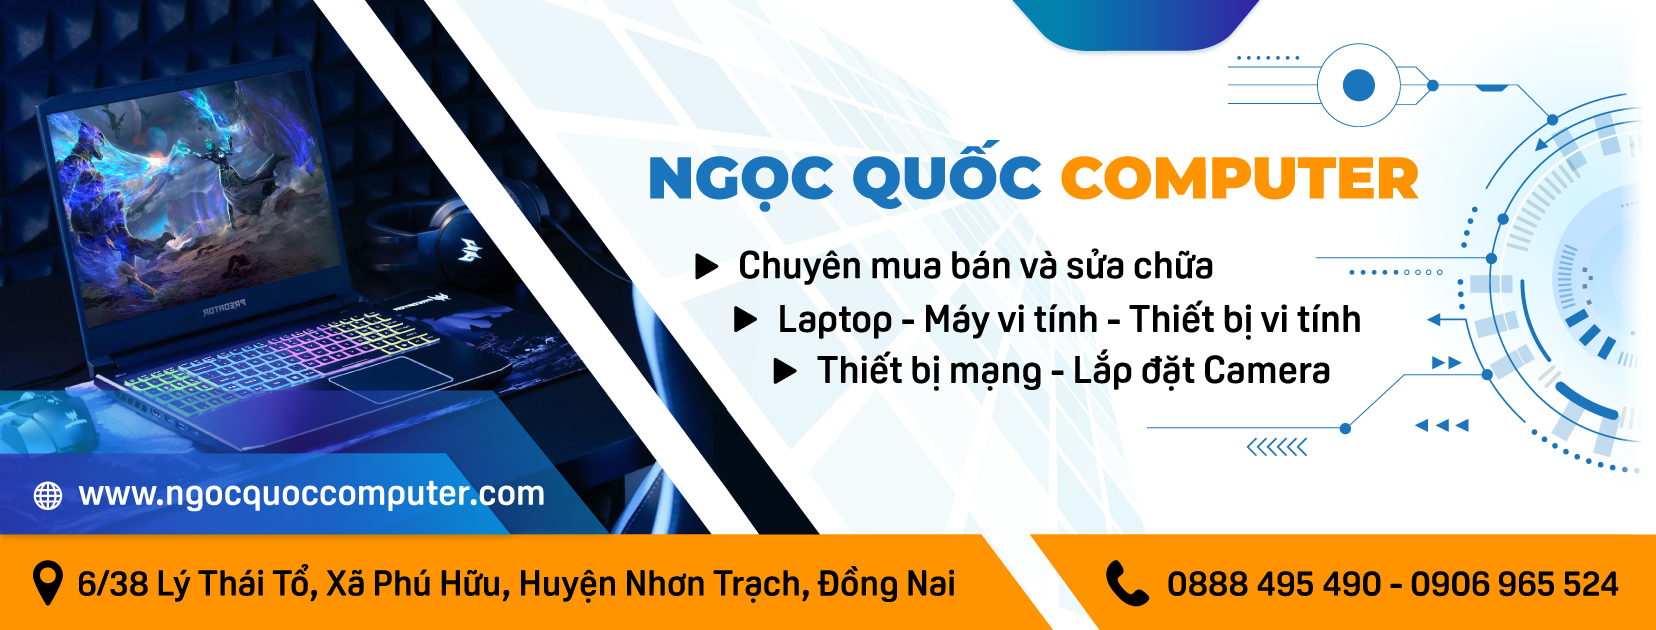 NGỌC QUỐC COMPUTER
Chuyên mua bán và sửa chữa
Laptop - Máy vi tính - Thiết bị vi tính
Thiết bị mạng - Lắp đặt Camera
PREDATOR
www.ngocquoccomputer.com
6/38 Lý Thái Tổ, Xã Phú Hữu, Huyện Nhơn Trạch, Đồng Nai
0888 495 490 - 0906 965 524